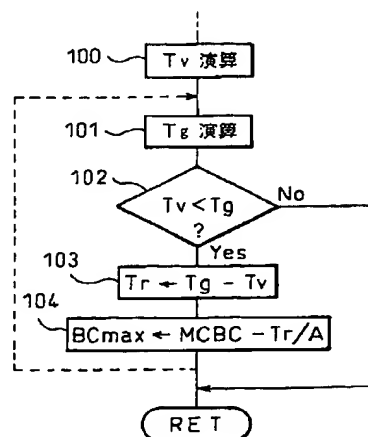 100
Tv 演算
101
Tg 演算
102
Tv<Tg
?
No
Yes
103
Tr ← Tg - Tv
104
BCmax ← MCBC - Tr/A
RET